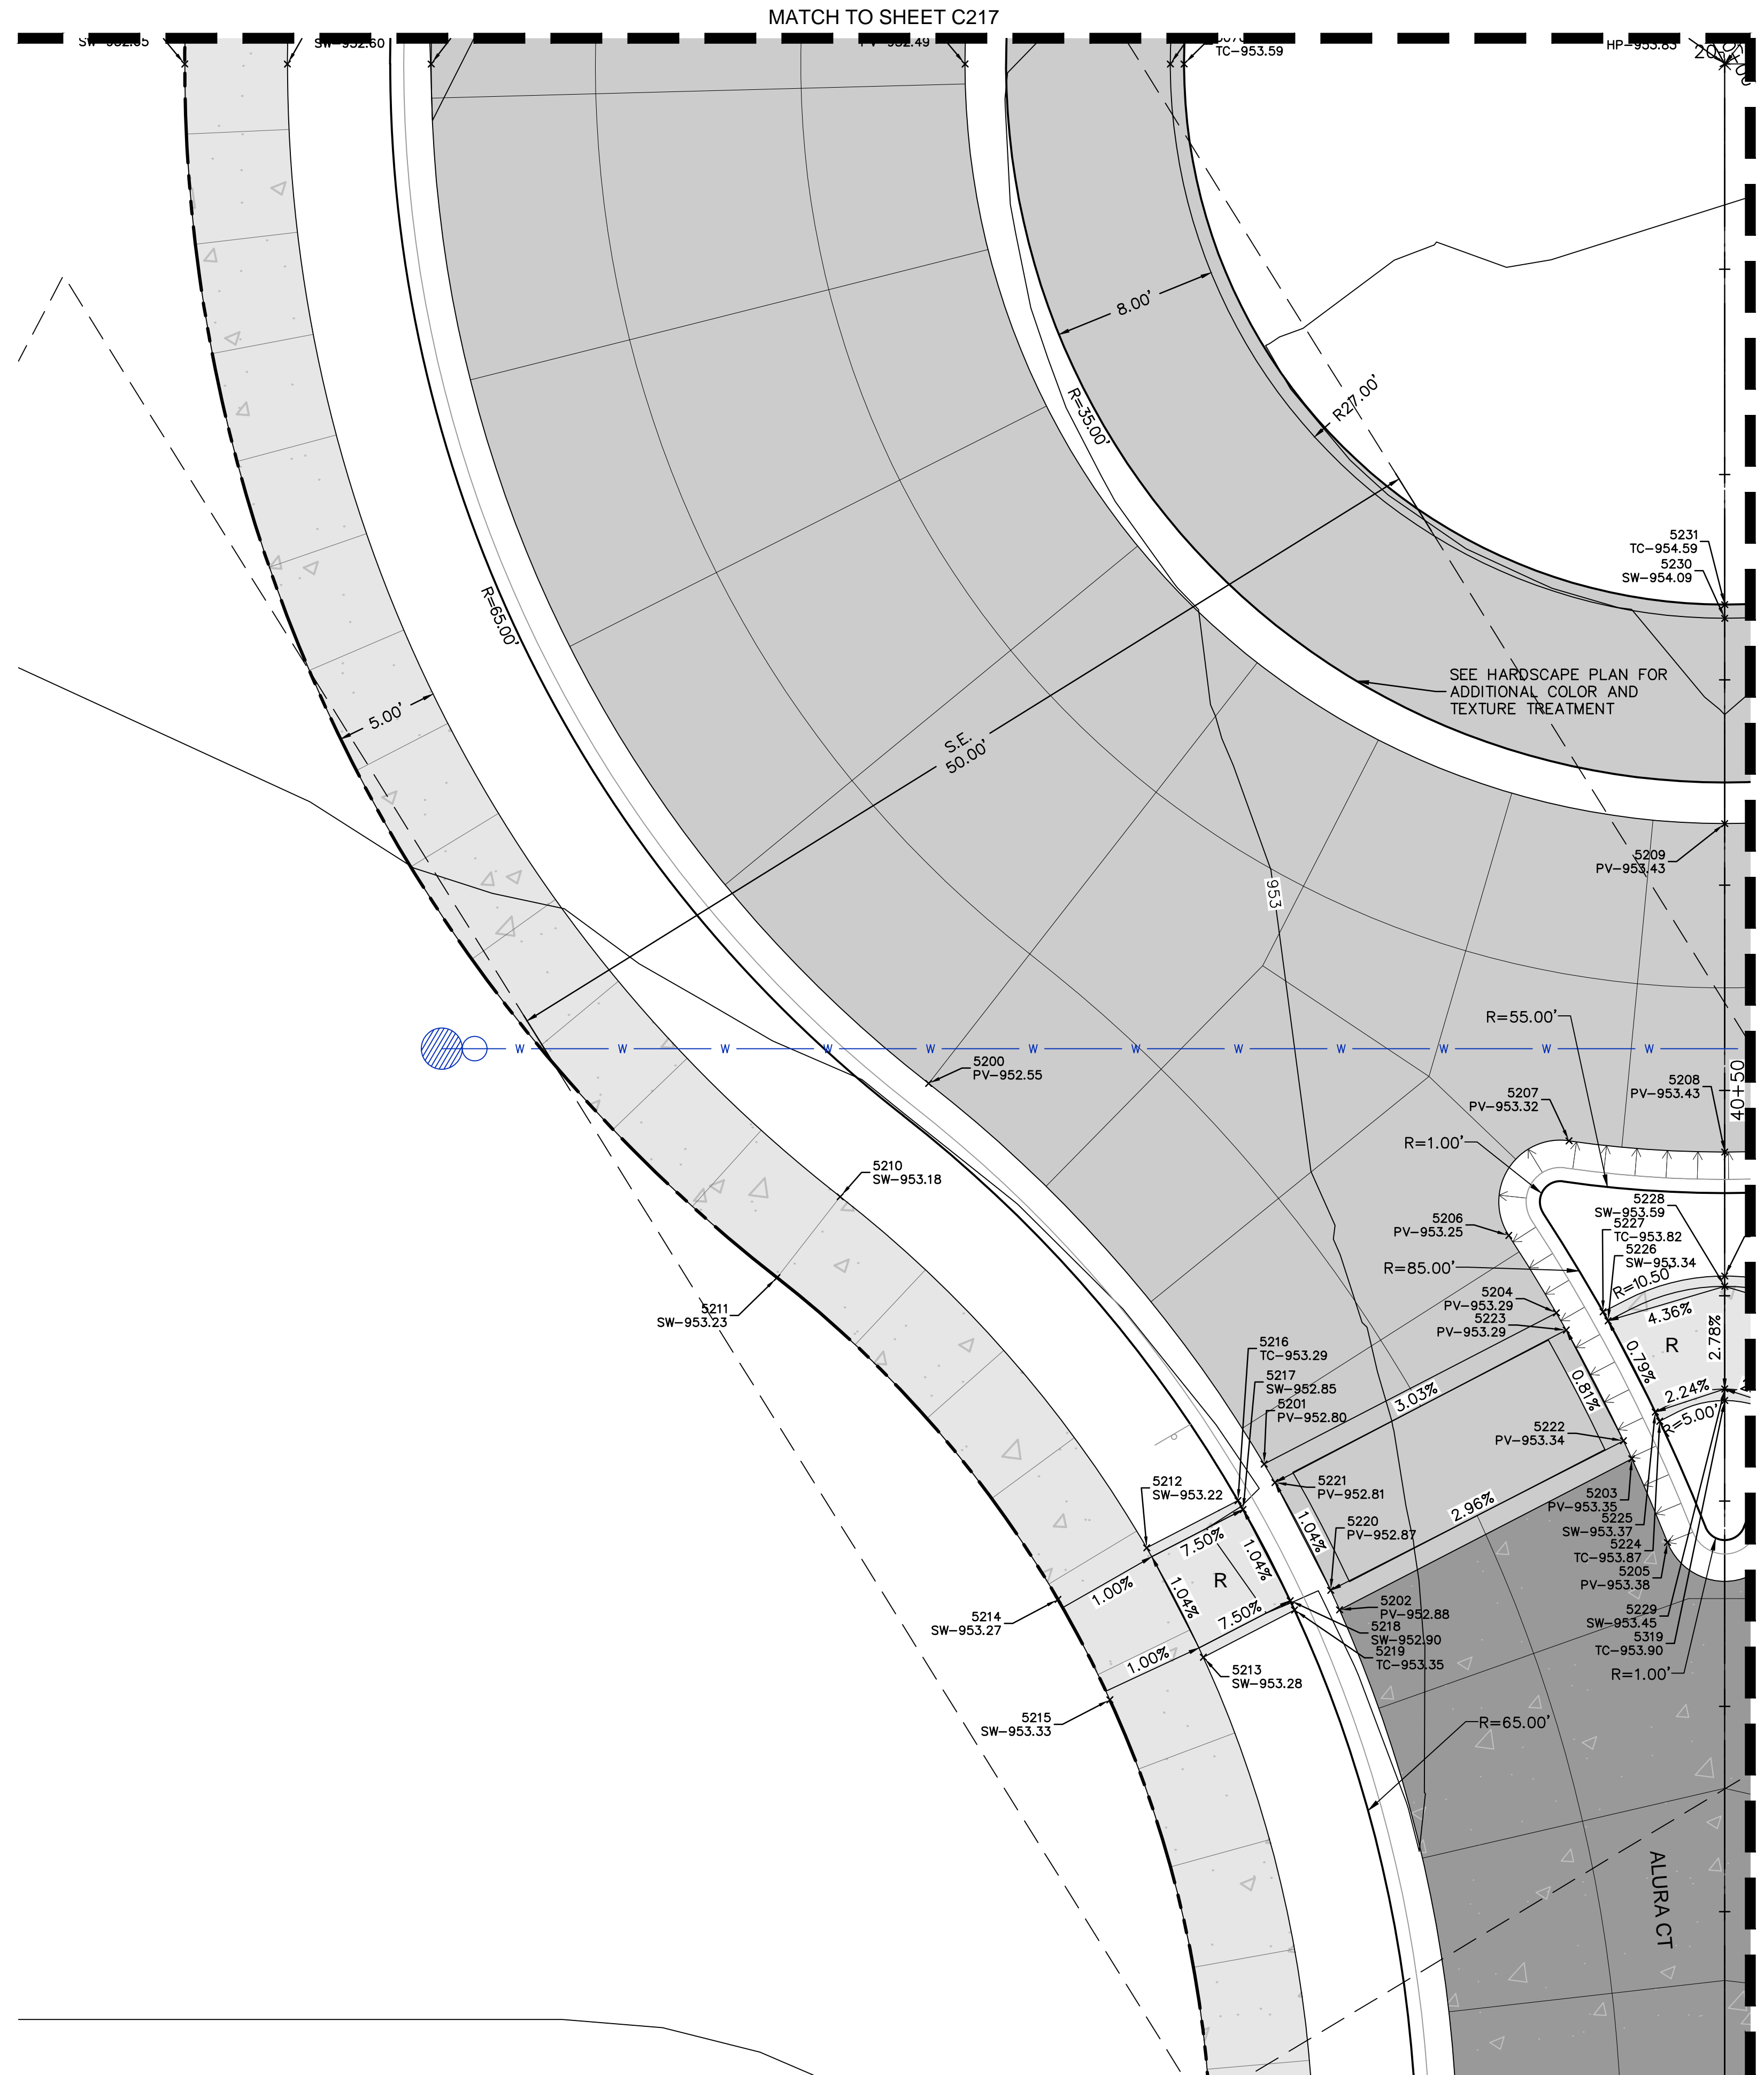 MATCH TO SHEET C217
SW-952.60
PV-952.49
TC-953.59
HP-953.83
8.00'
R27.00'
R=35.00'
5231
TC-954.59
5230
SW-954.09
R=65.00'
SEE HARDSCAPE PLAN FOR
ADDITIONAL COLOR AND
TEXTURE TREATMENT
5.00'
S.E.
50.00'
5209
PV-953.43
953
R=55.00'
W W W W W W W W W W W W
5200
PV-952.55
5208
PV-953.43
40+50
5207
PV-953.32
R=1.00'
5210
SW-953.18
5228
SW-953.59
5227
TC-953.82
5226
SW-953.34
5206
PV-953.25
R=85.00'
R=10.50'
5204
PV-953.29
5223
PV-953.29
4.36%
5211
SW-953.23
R
2.78%
0.79%
5216
TC-953.29
5217
SW-952.85
5201
PV-952.80
3.03%
0.81%
2.24%
R=5.00'
5222
PV-953.34
5212
SW-953.22
5221
PV-952.81
2.96%
5203
PV-953.35
5225
SW-953.37
5224
TC-953.87
5205
PV-953.38
1.04%
5220
PV-952.87
7.50%
1.04%
R
1.00%
1.04%
7.50%
5214
SW-953.27
5202
PV-952.88
5218
SW-952.90
5219
TC-953.35
5229
SW-953.45
5319
TC-953.90
R=1.00'
1.00%
5213
SW-953.28
5215
SW-953.33
R=65.00'
ALURA CT